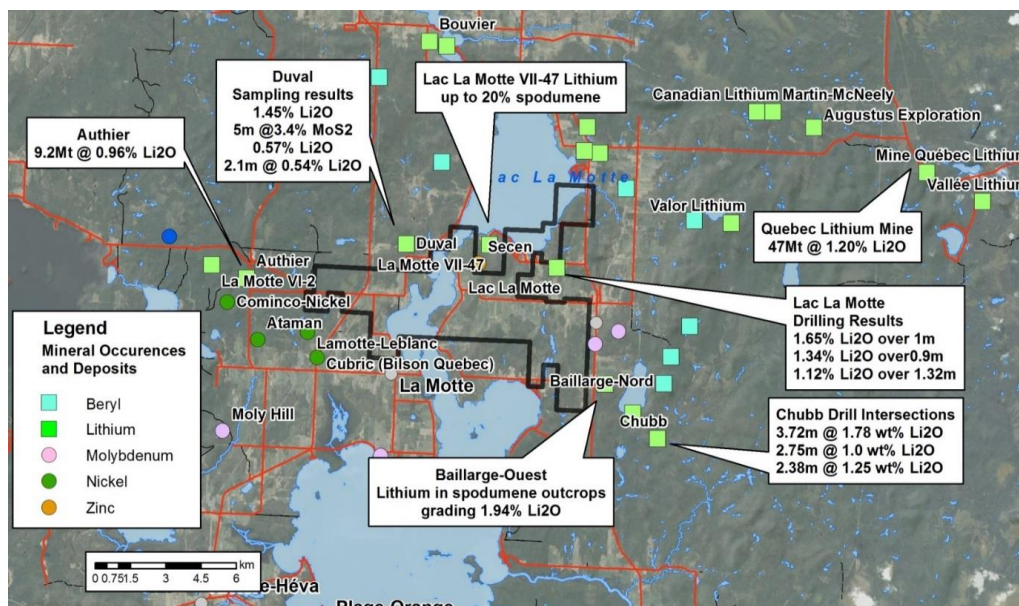 Bouvier
Duval
Sampling results
1.45% Li2O
5m @3.4% MoS2
0.57% Li2O
2.1m @ 0.54% Li2O
Lac La Motte VII-47 Lithium
up to 20% spodumene
Canadian Lithium Martin-McNeely
Augustus Exploration
Authier
9.2Mt @ 0.96% Li2O
Mine Québec Lithium
Vallée Lithium
Lac La Motte
Valor Lithium
Quebec Lithium Mine
47Mt @ 1.20% Li2O
Duval
Secen
Authier
La Motte VII-47
La Motte VI-2
Lac La Motte
Cominco-Nickel
Ataman
Lamotte-Leblanc
Cubric (Bilson Quebec)
La Motte
Lac La Motte
Drilling Results
1.65% Li2O over 1m
1.34% Li2O over0.9m
1.12% Li2O over 1.32m
Baillarge-Nord
Moly Hill
Chubb
Chubb Drill Intersections
3.72m @ 1.78 wt% Li2O
2.75m @ 1.0 wt% Li2O
2.38m @ 1.25 wt% Li2O
Baillarge-Ouest
Lithium in spodumene outcrops
grading 1.94% Li2O
Legend
Mineral Occurences
and Deposits
Beryl
Lithium
Molybdenum
Nickel
Zinc
km
0 0.75 1.5 3 4.5 6
e-Héva
Plage-Orange